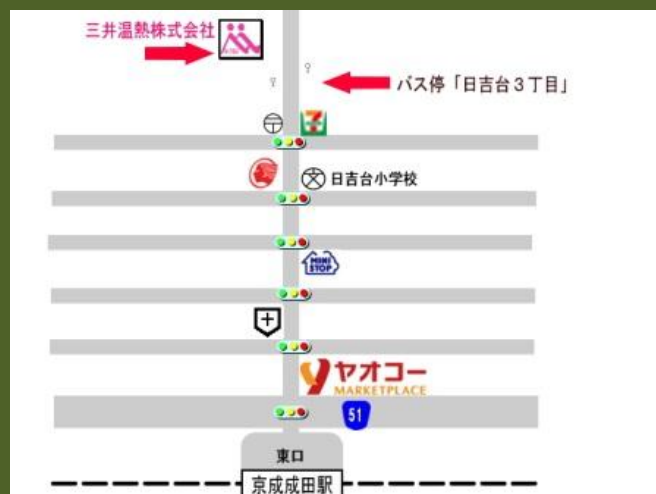 三井温熱株式会社
バス停「日吉台３丁目」
日吉台小学校
MINI
STOP
ヤオコー
MARKETPLACE
51
東口
京成成田駅